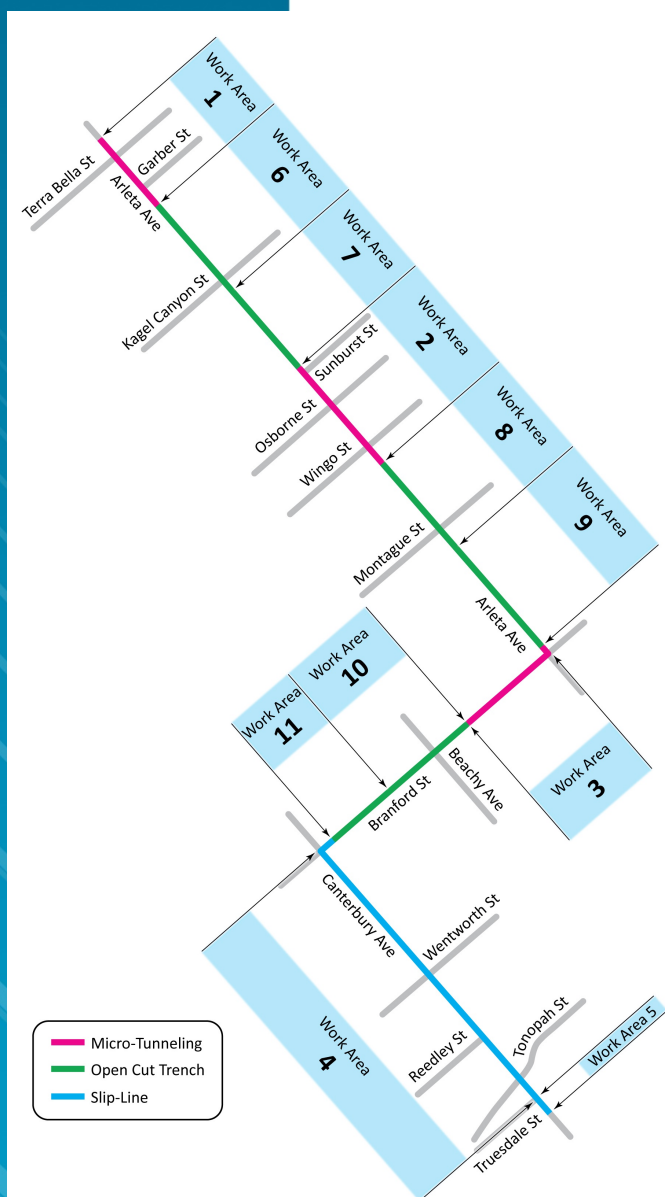 Work Area
1
Work Area
6
Work Area
7
Work Area
2
Work Area
8
Work Area
9
Terra Bella St
Garber St
Arleta Ave
Kagel Canyon St
Sunburst St
Osborne St
Wingo St
Montague St
Arleta Ave
Work Area
10
Work Area
11
Work Area
3
Beachy Ave
Branford St
Canterbury Ave
Wentworth St
Work Area
4
Reedley St
Tonopah St
Work Area 5
Truesdale St
Micro-Tunneling
Open Cut Trench
Slip-Line